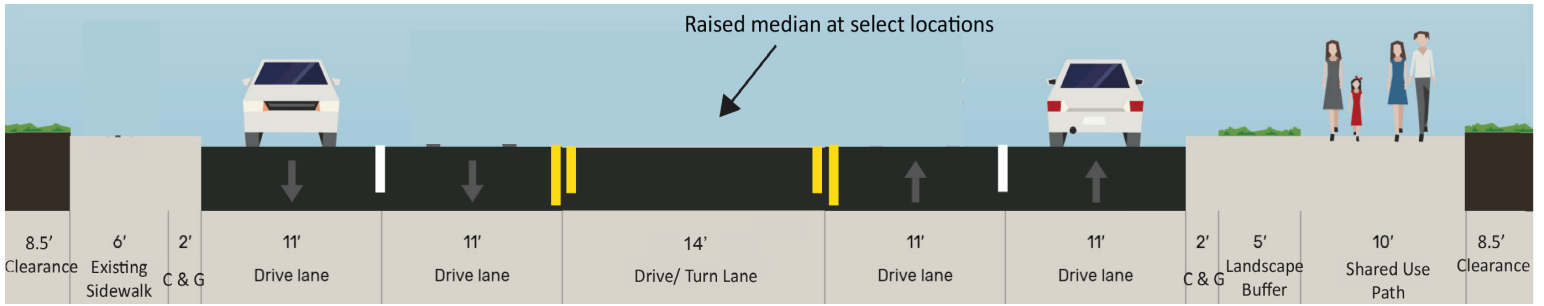 Raised median at select locations
8.5′
Clearance
6′
Existing
Sidewalk
2′
C & G
11′
Drive lane
11′
Drive lane
14′
Drive/ Turn Lane
11′
Drive lane
11′
Drive lane
2′
C & G
5′
Landscape
Buffer
10′
Shared Use
Path
8.5′
Clearance